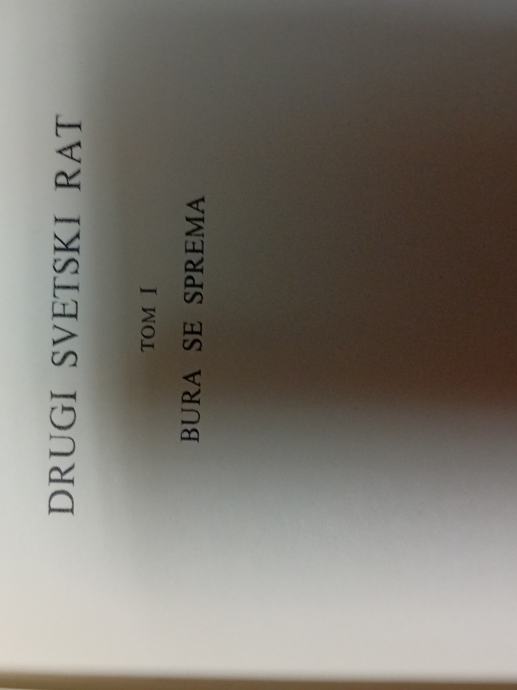 DRUGI SVETSKI RAT
TOM I
BURA SE SPREMA